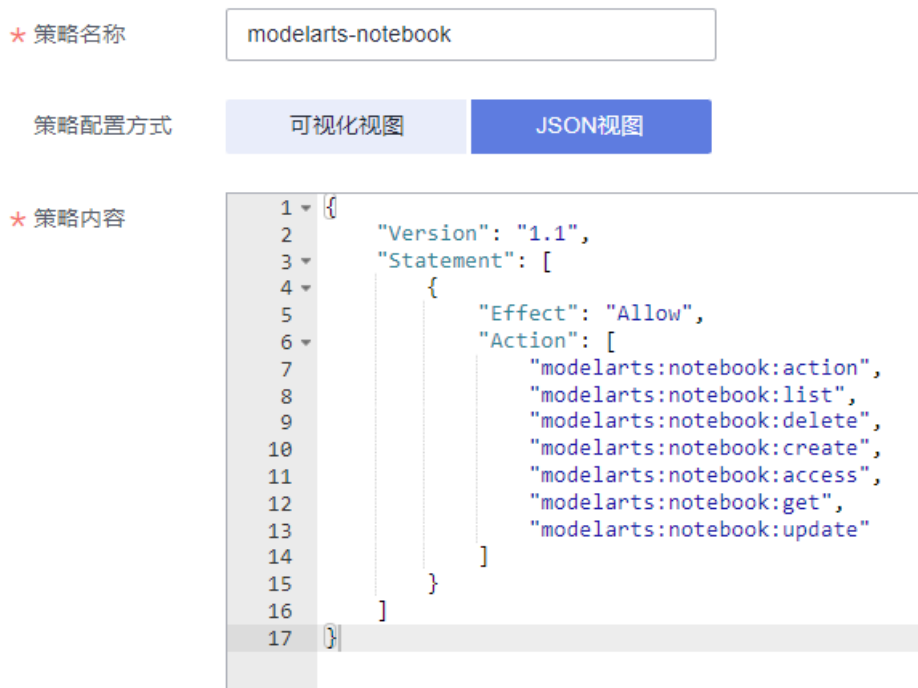 * 策略名称 modelarts-notebook
策略配置方式 可视化视图 JSON视图
* 策略内容
1 {
2 "Version": "1.1",
3 "Statement": [
4 {
5 "Effect": "Allow",
6 "Action": [
7 "modelarts:notebook:action",
8 "modelarts:notebook:list",
9 "modelarts:notebook:delete",
10 "modelarts:notebook:create",
11 "modelarts:notebook:access",
12 "modelarts:notebook:get",
13 "modelarts:notebook:update"
14 ]
15 }
16 ]
17 }